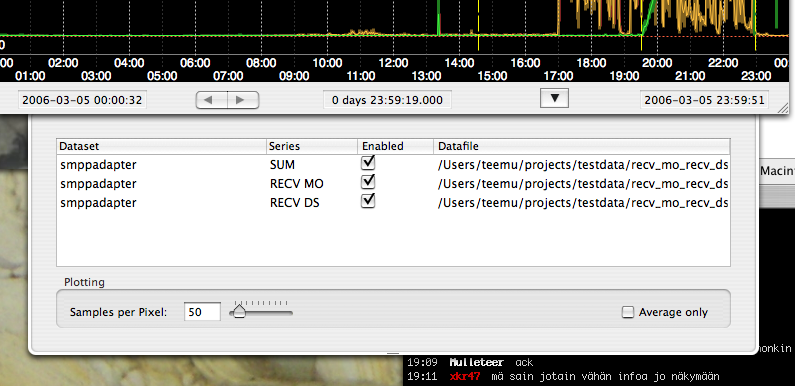 0
00 02:00 04:00 06:00 08:00 10:00 12:00 14:00 16:00 18:00 20:00 22:00 00
01:00 03:00 05:00 07:00 09:00 11:00 13:00 15:00 17:00 19:00 21:00 23:00
2006-03-05 00:00:32 0 days 23:59:19.000 2006-03-05 23:59:51
Dataset Series Enabled Datafile
smppadapter SUM /Users/teemu/projects/testdata/recv_mo_recv_ds
smppadapter RECV MO /Users/teemu/projects/testdata/recv_mo_recv_ds
smppadapter RECV DS /Users/teemu/projects/testdata/recv_mo_recv_ds
Macint
Plotting
Samples per Pixel: 50 Average only
honkin
19:09 Mulleteer ack
19:11 xkr47 mä sain jotain vähän infoa jo näkymään